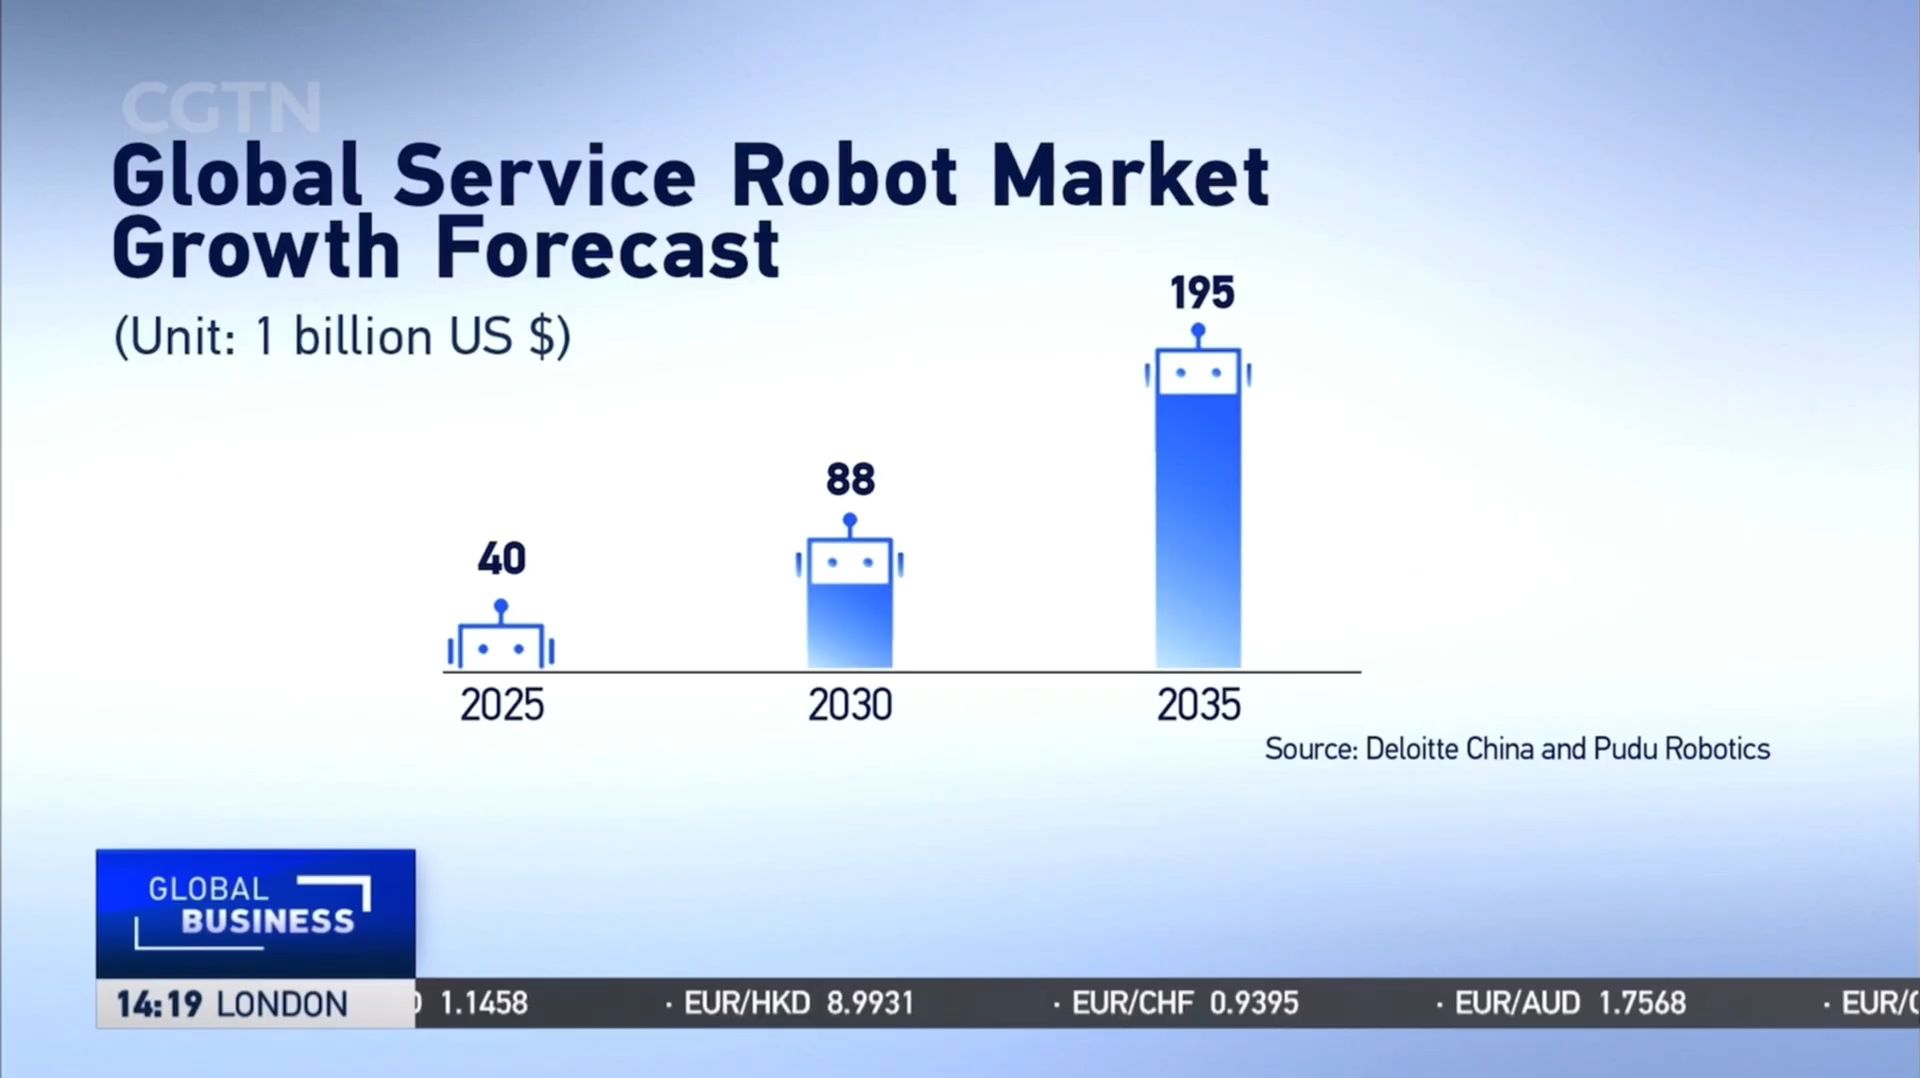 CGTN
Global Service Robot Market
Growth Forecast
(Unit: 1 billion US $)
195
88
40
2025 2030 2035
Source: Deloitte China and Pudu Robotics
GLOBAL
BUSINESS
14:19 LONDON 1.1458 · EUR/HKD 8.9931 · EUR/CHF 0.9395 · EUR/AUD 1.7568 · EUR/